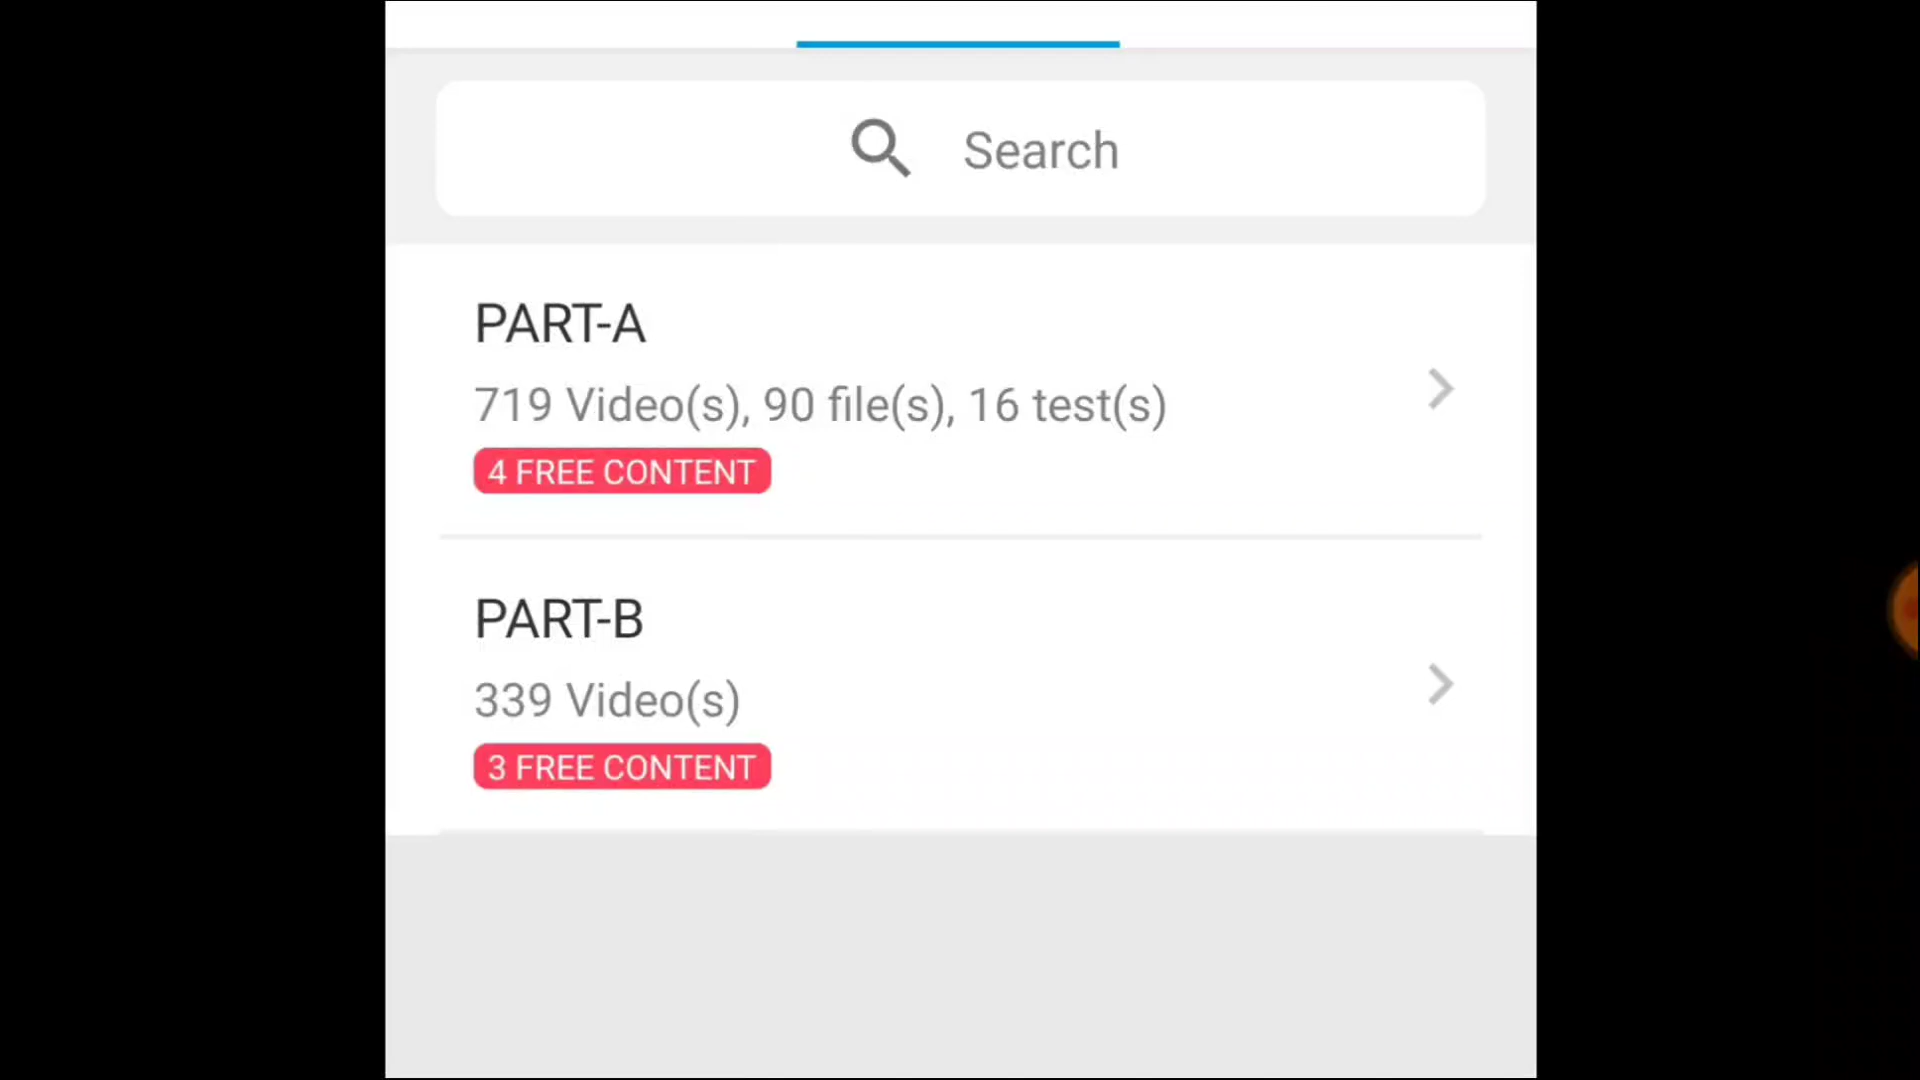 Search
PART-A
719 Video(s), 90 file(s), 16 test(s)
4 FREE CONTENT
PART-B
339 Video(s)
3 FREE CONTENT